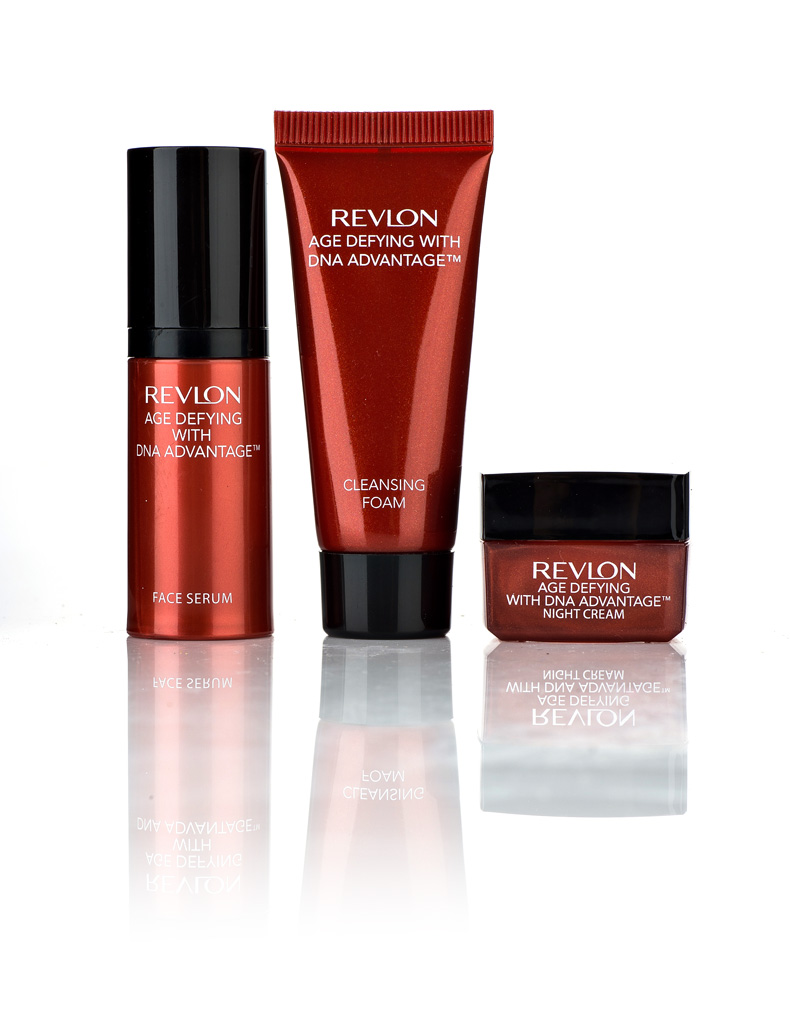 REVLON
AGE DEFYING
WITH
DNA ADVANTAGE™
FACE SERUM
REVLON
AGE DEFYING WITH
DNA ADVANTAGE™
CLEANSING
FOAM
REVLON
AGE DEFYING
WITH DNA ADVANTAGE™
NIGHT CREAM